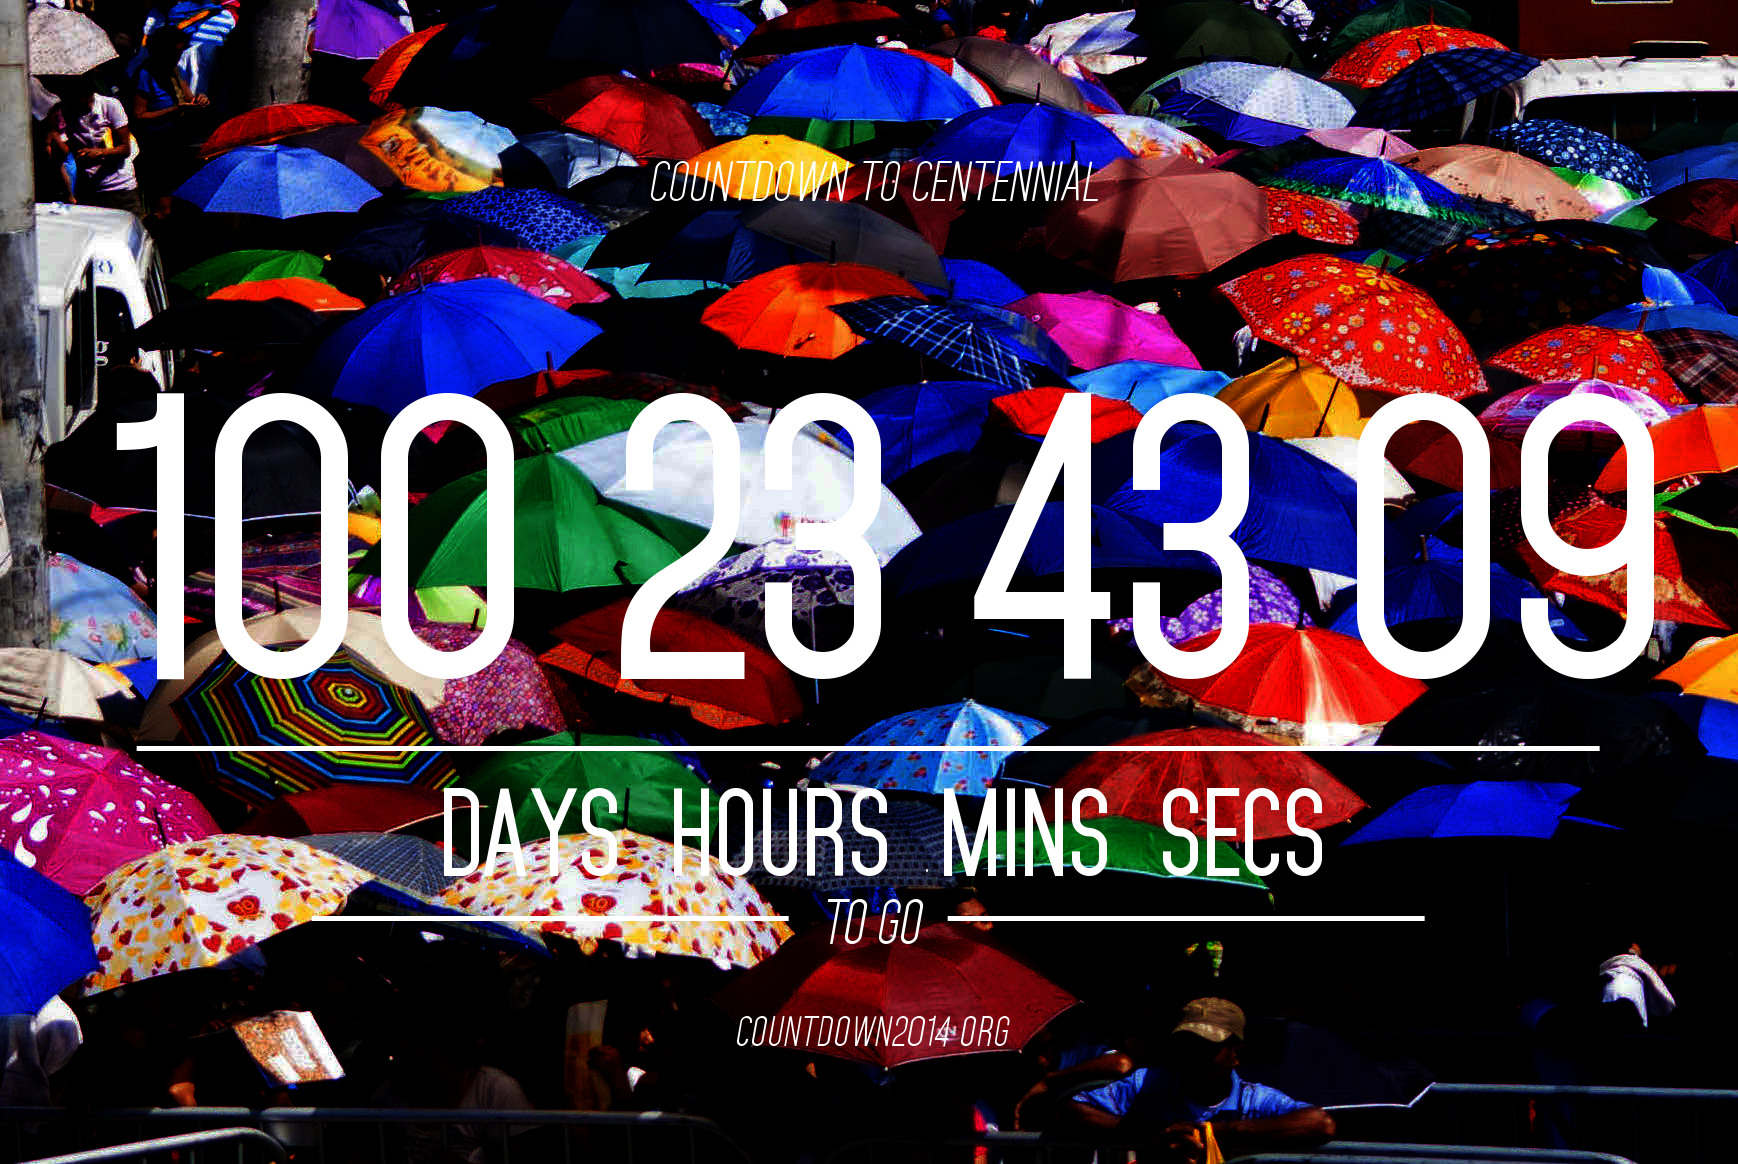 COUNTDOWN TO CENTENNIAL
100 23 43 09
DAYS HOURS MINS SECS
TO GO
COUNTDOWN2014 ORG